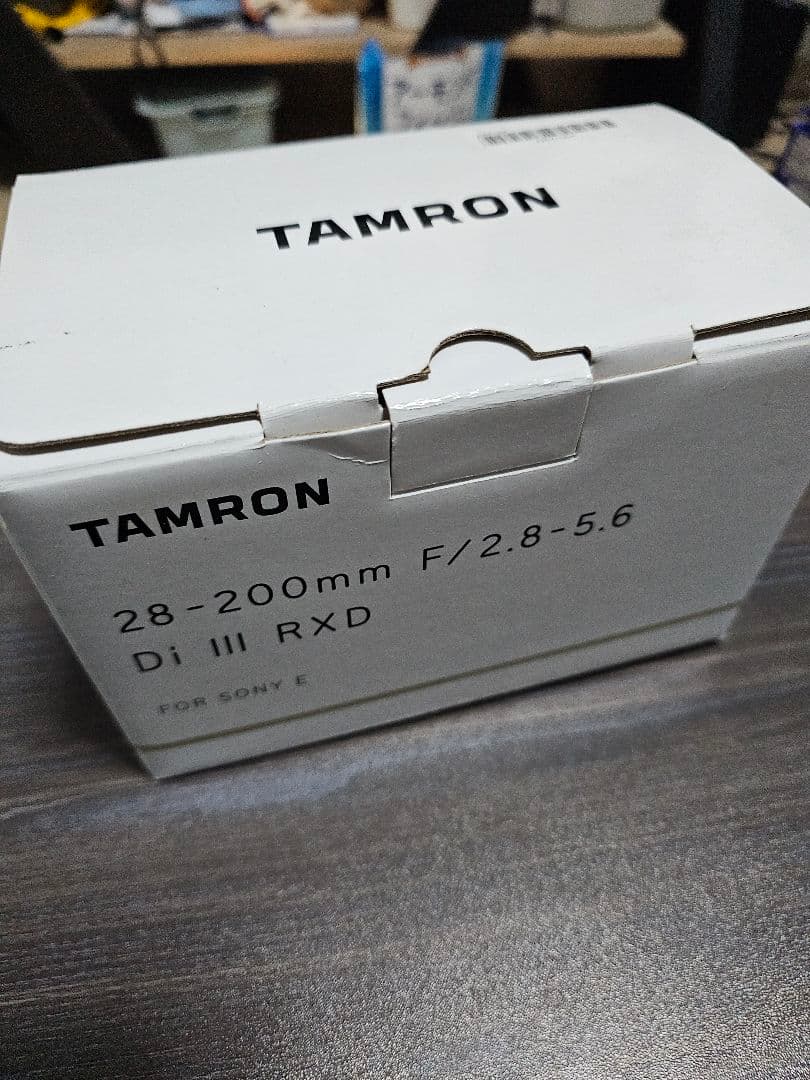 TAMRON
TAMRON
28-200mm F/2.8-5.6
Di III RXD
FOR SONY E